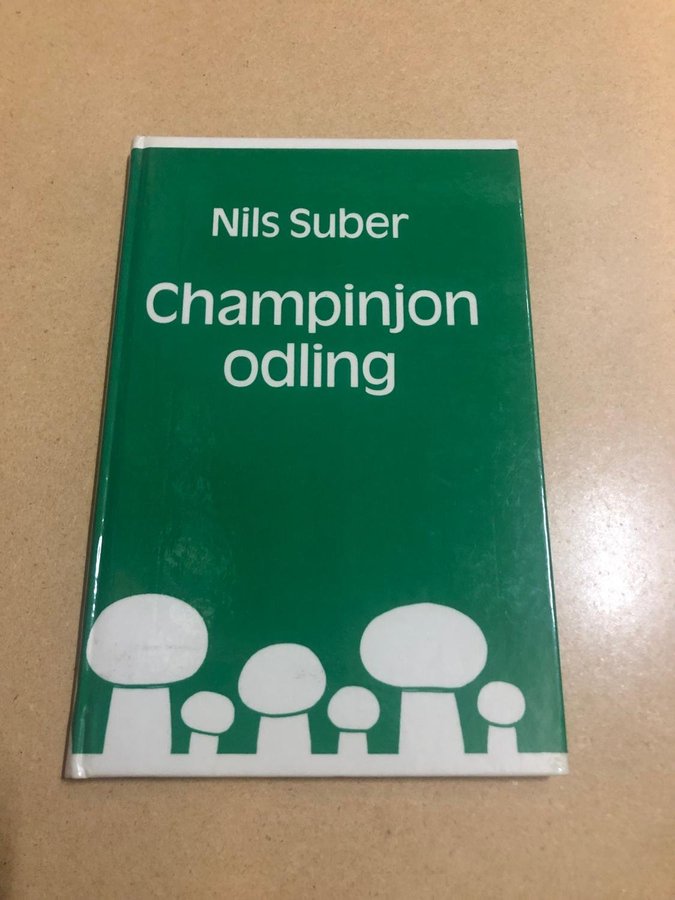 Nils Suber
Champinjon
odling